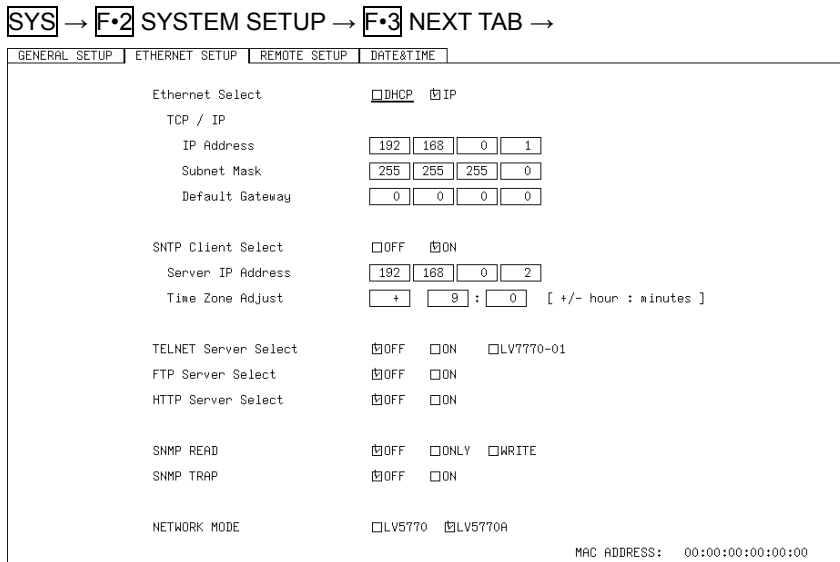 SYS → F•2 SYSTEM SETUP → F•3 NEXT TAB →
GENERAL SETUP ETHERNET SETUP REMOTE SETUP DATE&TIME
Ethernet Select □DHCP ☑IP
TCP / IP
IP Address 192 168 0 1
Subnet Mask 255 255 255 0
Default Gateway 0 0 0 0
SNTP Client Select □OFF ☑ON
Server IP Address 192 168 0 2
Time Zone Adjust + 9 : 0 [ +/- hour : minutes ]
TELNET Server Select ☑OFF □ON □LV7770-01
FTP Server Select ☑OFF □ON
HTTP Server Select ☑OFF □ON
SNMP READ ☑OFF □ONLY □WRITE
SNMP TRAP ☑OFF □ON
NETWORK MODE □LV5770 ☑LV5770A
MAC ADDRESS: 00:00:00:00:00:00